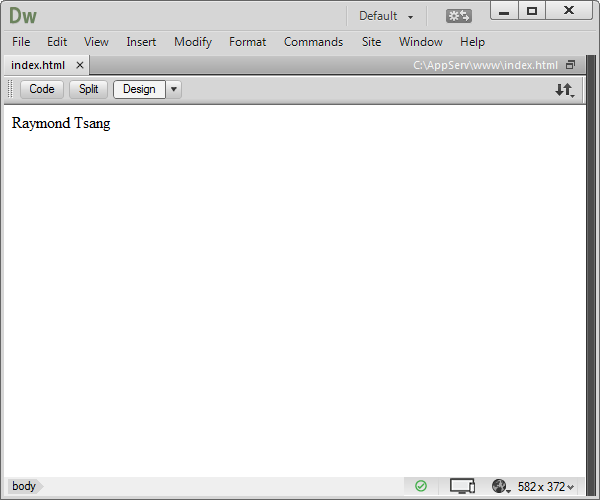 Dw Default
File Edit View Insert Modify Format Commands Site Window Help
index.html C:\AppServ\www\index.html
Code Split Design
Raymond Tsang
body 582 x 372